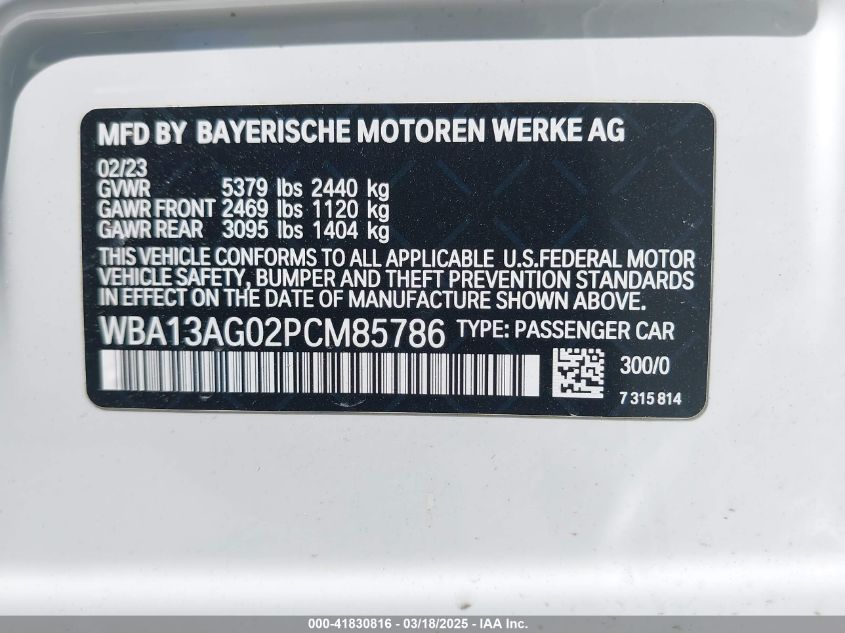 MFD BY BAYERISCHE MOTOREN WERKE AG
02/23
GVWR 5379 lbs 2440 kg
GAWR FRONT 2469 lbs 1120 kg
GAWR REAR 3095 lbs 1404 kg
THIS VEHICLE CONFORMS TO ALL APPLICABLE U.S.FEDERAL MOTOR
VEHICLE SAFETY, BUMPER AND THEFT PREVENTION STANDARDS
IN EFFECT ON THE DATE OF MANUFACTURE SHOWN ABOVE.
WBA13AG02PCM85786 TYPE: PASSENGER CAR
300/0
7 315 814
000-41830816 - 03/18/2025 - IAA Inc.